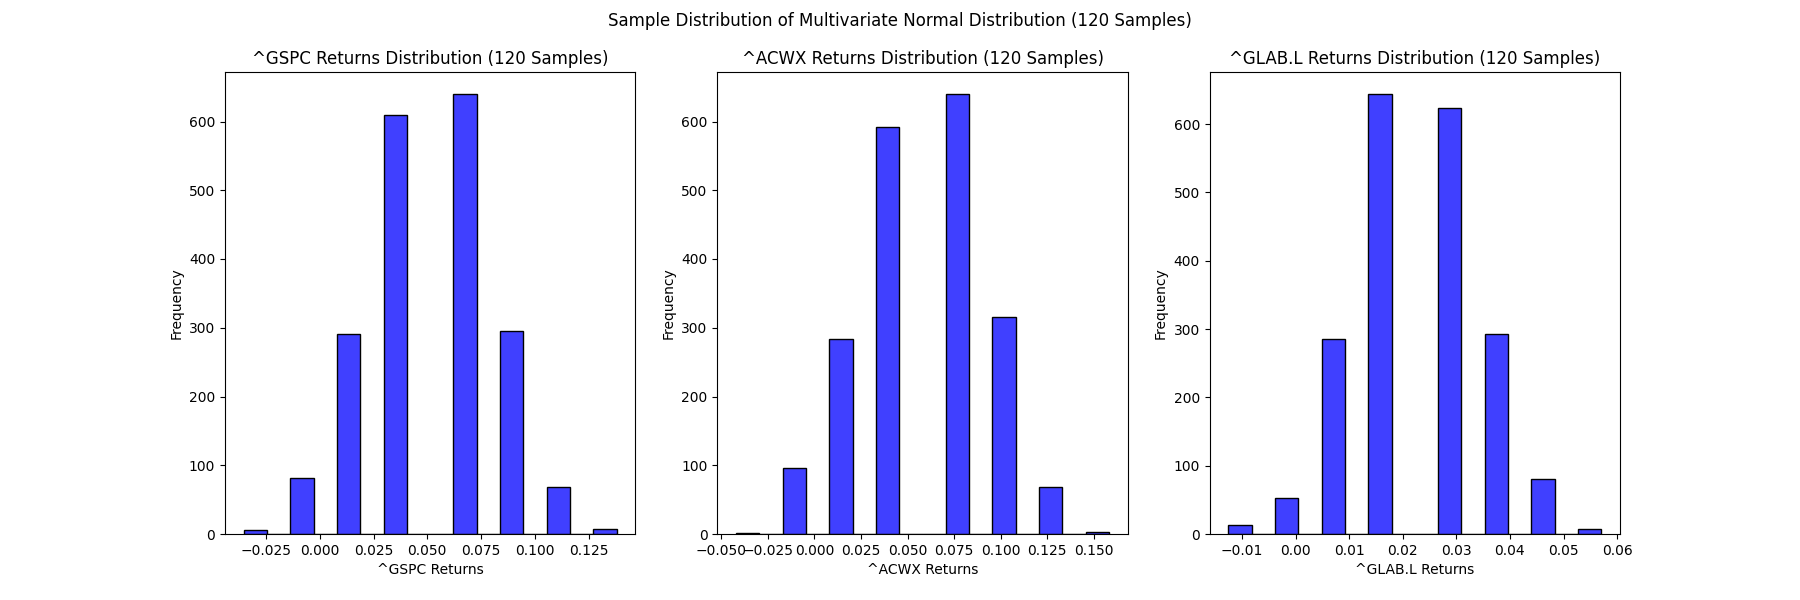 Sample Distribution of Multivariate Normal Distribution (120 Samples)
^GSPC Returns Distribution (120 Samples)
Frequency
600
500
400
300
200
100
0
−0.025 0.000 0.025 0.050 0.075 0.100 0.125
^GSPC Returns
^ACWX Returns Distribution (120 Samples)
Frequency
600
500
400
300
200
100
0
−0.050 −0.025 0.000 0.025 0.050 0.075 0.100 0.125 0.150
^ACWX Returns
^GLAB.L Returns Distribution (120 Samples)
Frequency
600
500
400
300
200
100
0
−0.01 0.00 0.01 0.02 0.03 0.04 0.05 0.06
^GLAB.L Returns